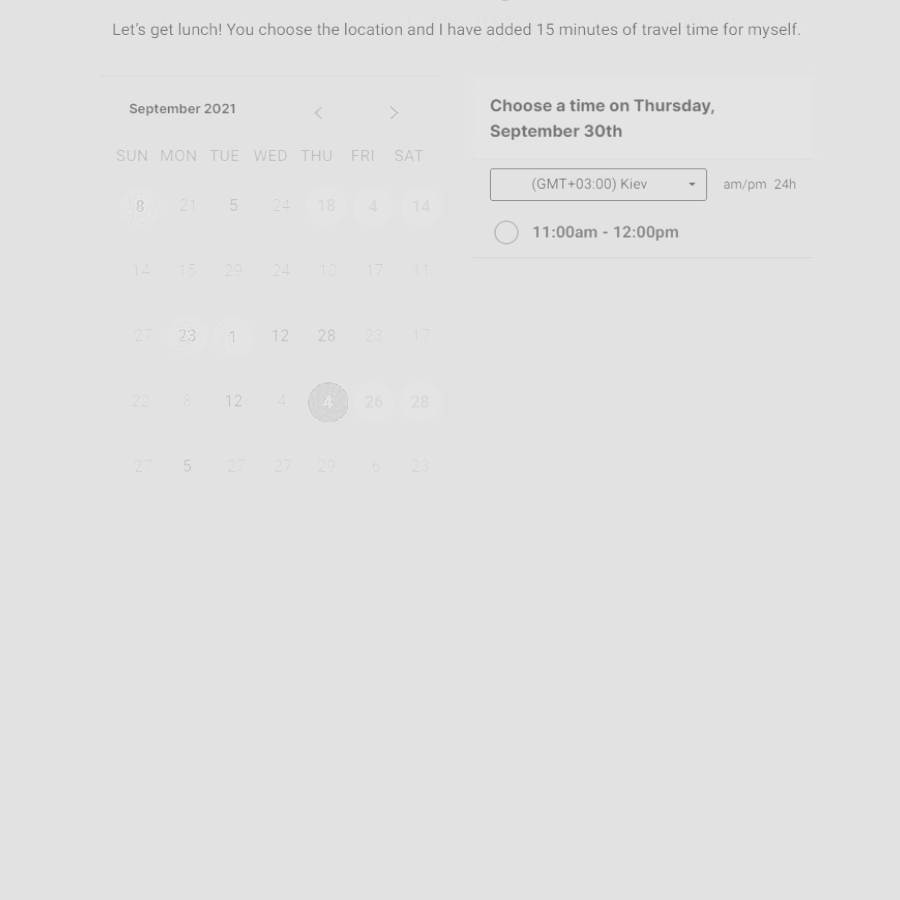 Let's get lunch! You choose the location and I have added 15 minutes of travel time for myself.
September 2021
SUN MON TUE WED THU FRI SAT
8 21 5 24 18 4 14
14 15 29 24 10 17 11
27 23 1 12 28 23 17
22 8 12 4 4 26 28
27 5 27 27 29 6 23
Choose a time on Thursday,
September 30th
(GMT+03:00) Kiev am/pm 24h
11:00am - 12:00pm